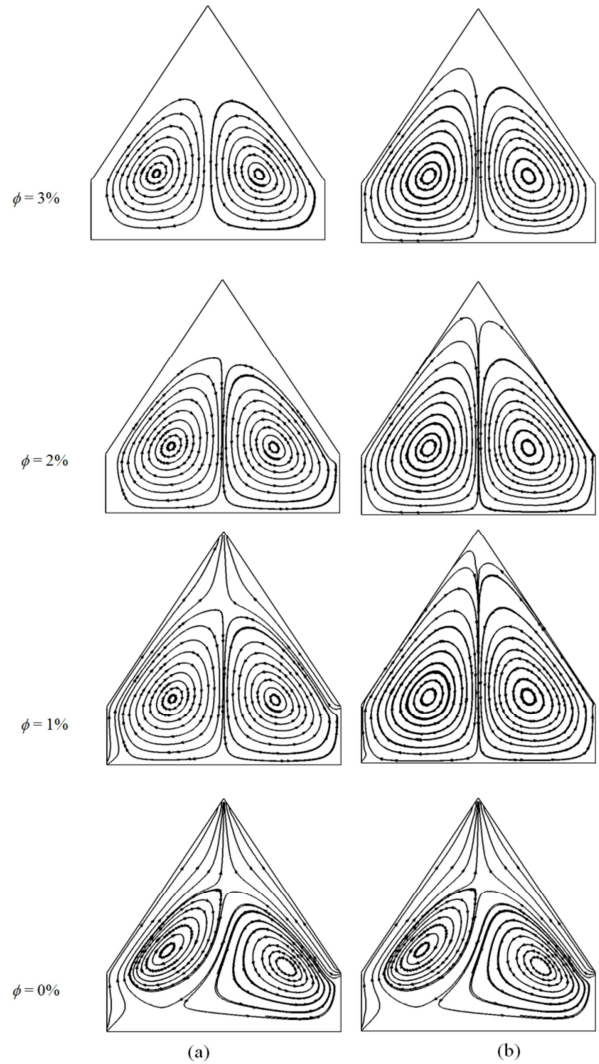 ϕ = 3%
ϕ = 2%
ϕ = 1%
ϕ = 0%
(a) (b)